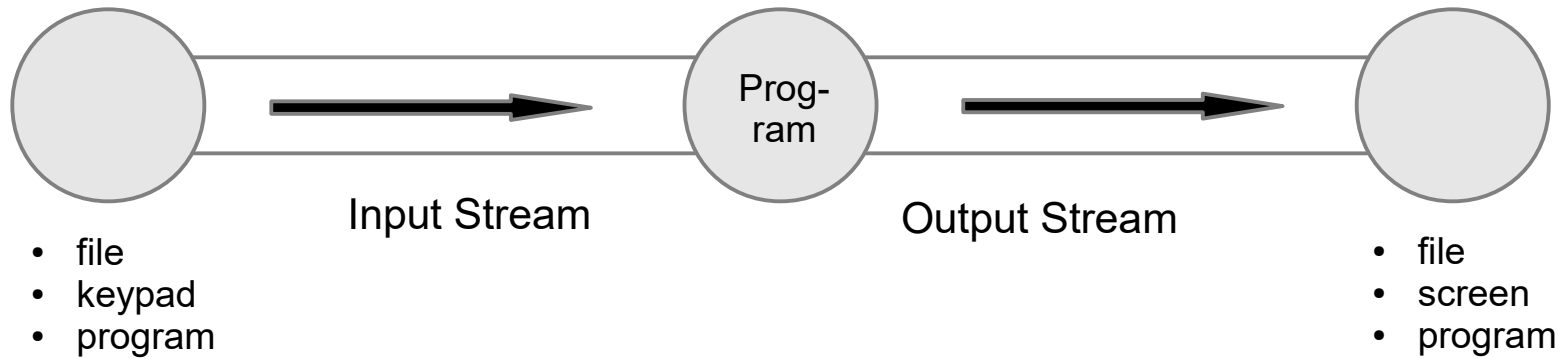 Prog-
ram
Input Stream
Output Stream
• file
• keypad
• program
• file
• screen
• program